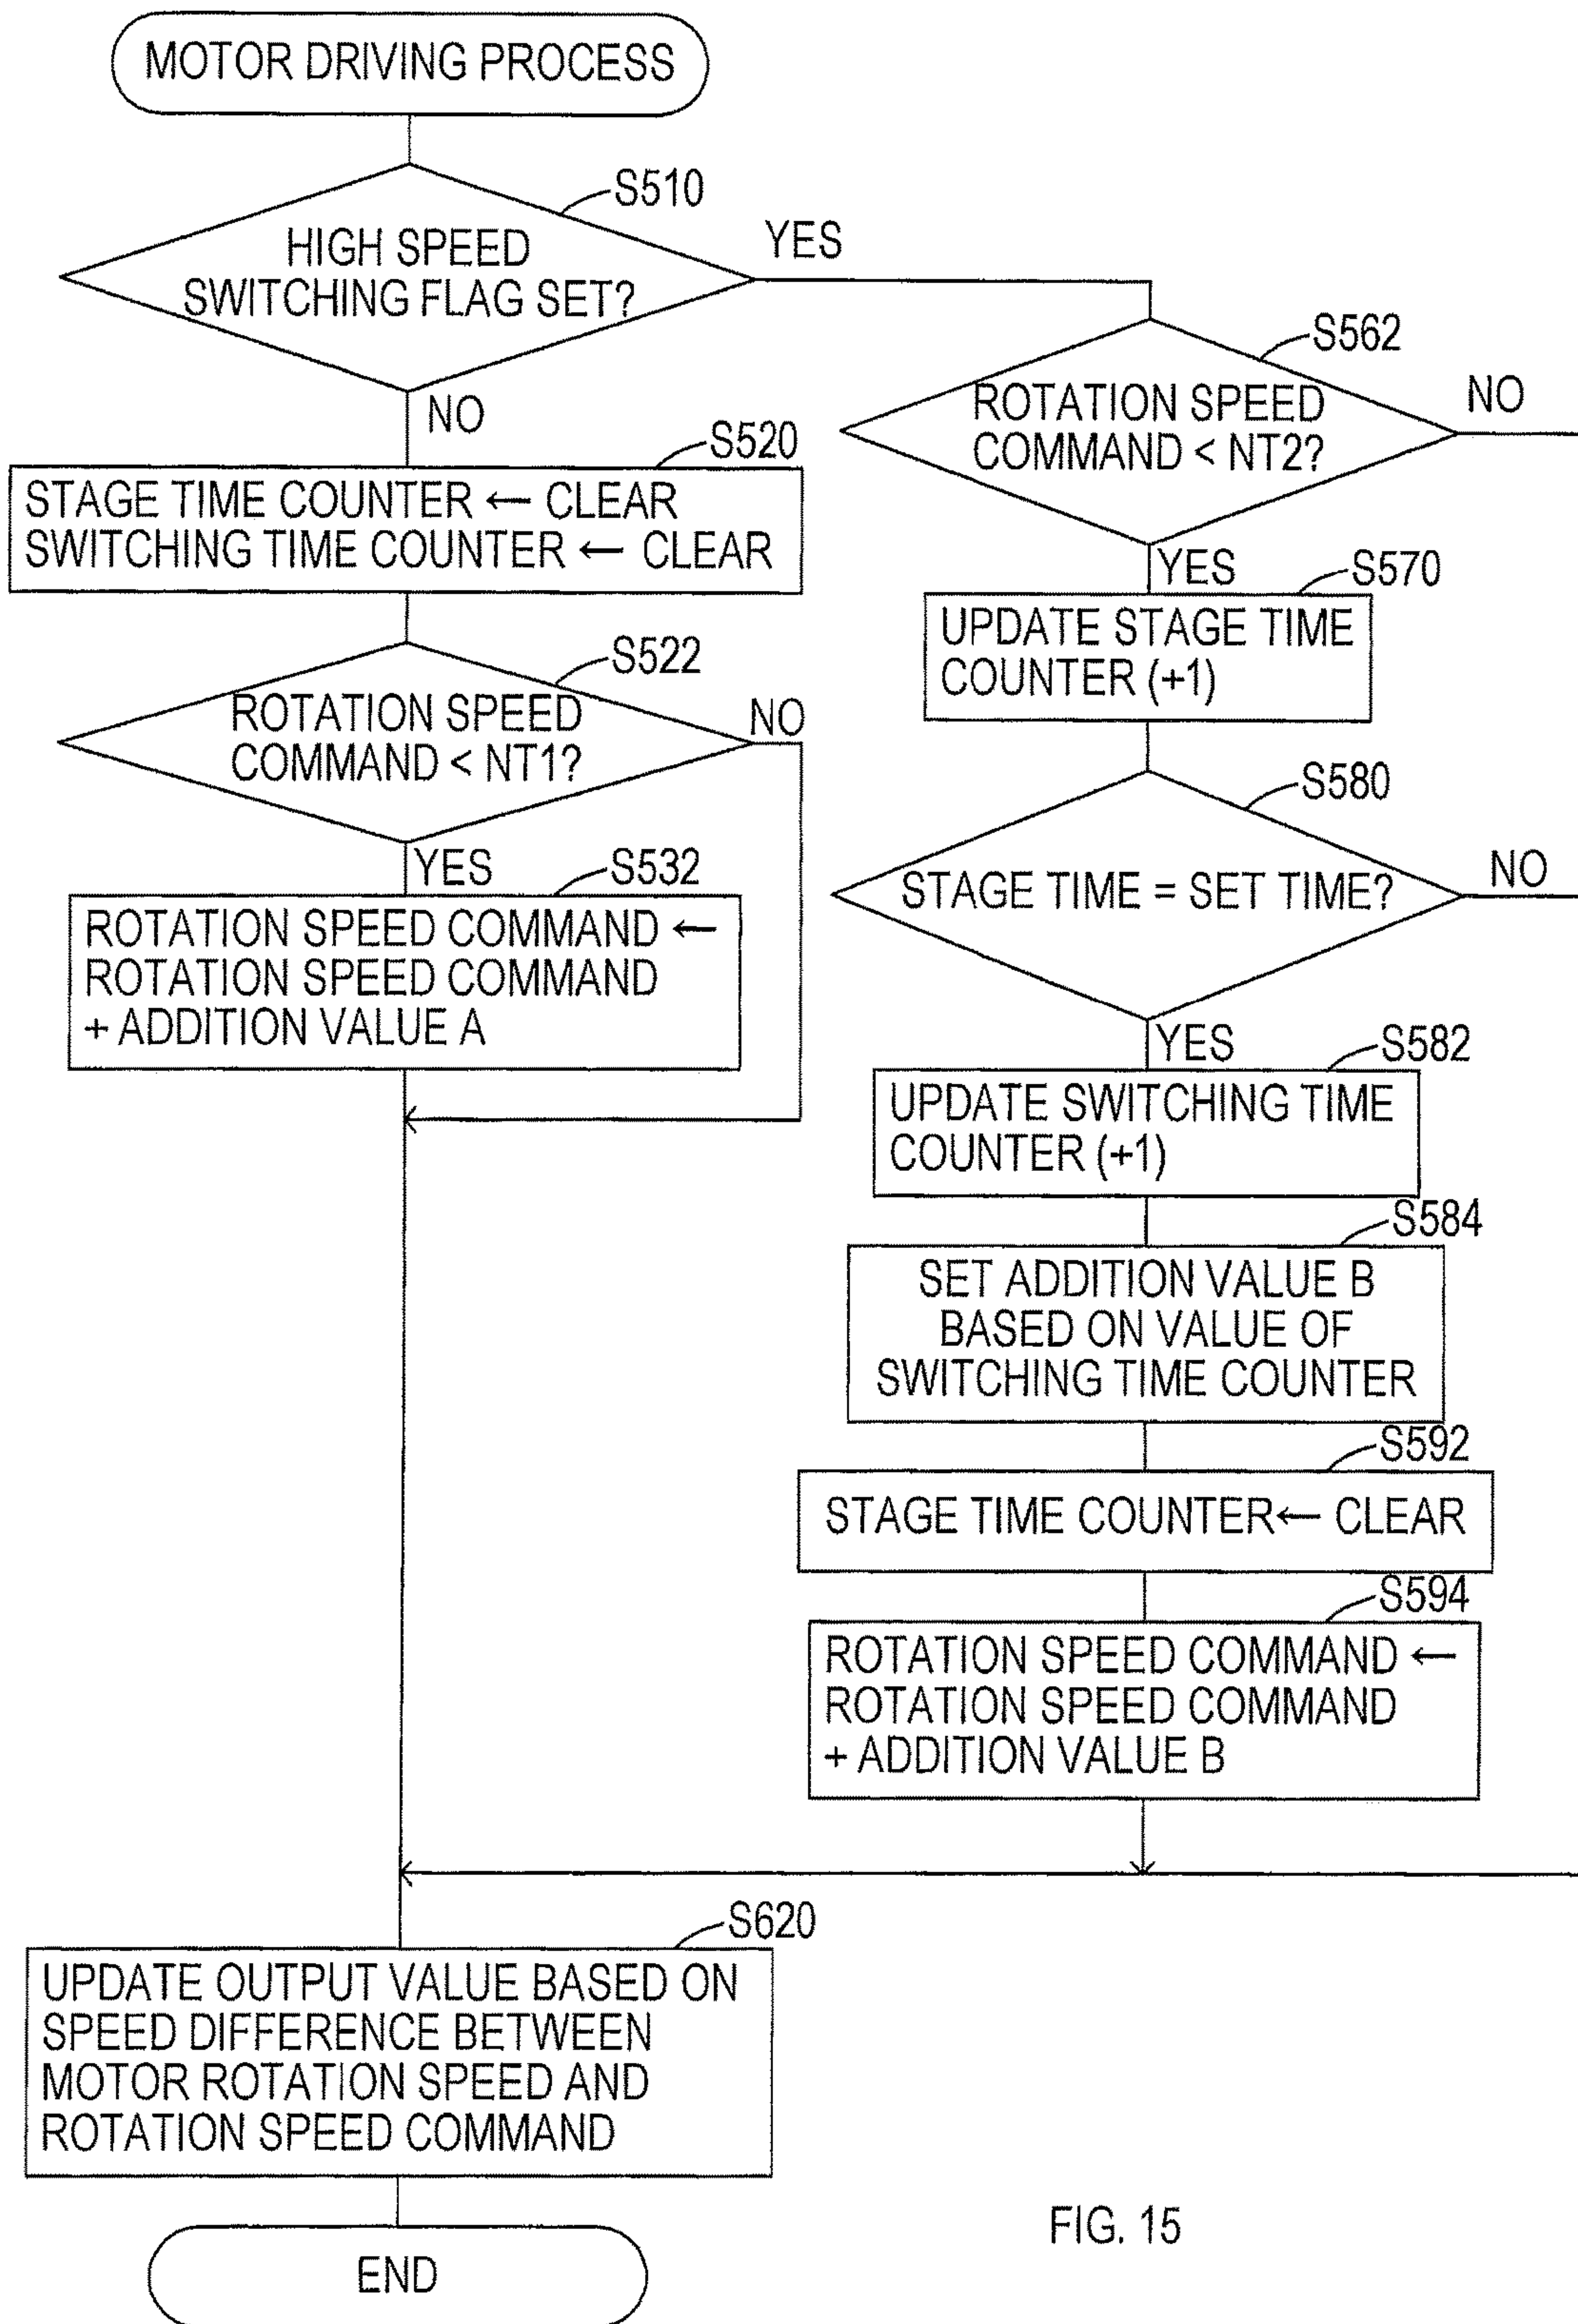 MOTOR DRIVING PROCESS
S510
HIGH SPEED
SWITCHING FLAG SET?
YES
NO
S520
STAGE TIME COUNTER ← CLEAR
SWITCHING TIME COUNTER ← CLEAR
S522
ROTATION SPEED
COMMAND < NT1?
NO
YES
S532
ROTATION SPEED COMMAND ←
ROTATION SPEED COMMAND
+ ADDITION VALUE A
S562
ROTATION SPEED
COMMAND < NT2?
NO
YES
S570
UPDATE STAGE TIME
COUNTER (+1)
S580
STAGE TIME = SET TIME?
NO
YES
S582
UPDATE SWITCHING TIME
COUNTER (+1)
S584
SET ADDITION VALUE B
BASED ON VALUE OF
SWITCHING TIME COUNTER
S592
STAGE TIME COUNTER← CLEAR
S594
ROTATION SPEED COMMAND ←
ROTATION SPEED COMMAND
+ ADDITION VALUE B
S620
UPDATE OUTPUT VALUE BASED ON
SPEED DIFFERENCE BETWEEN
MOTOR ROTATION SPEED AND
ROTATION SPEED COMMAND
END
FIG. 15